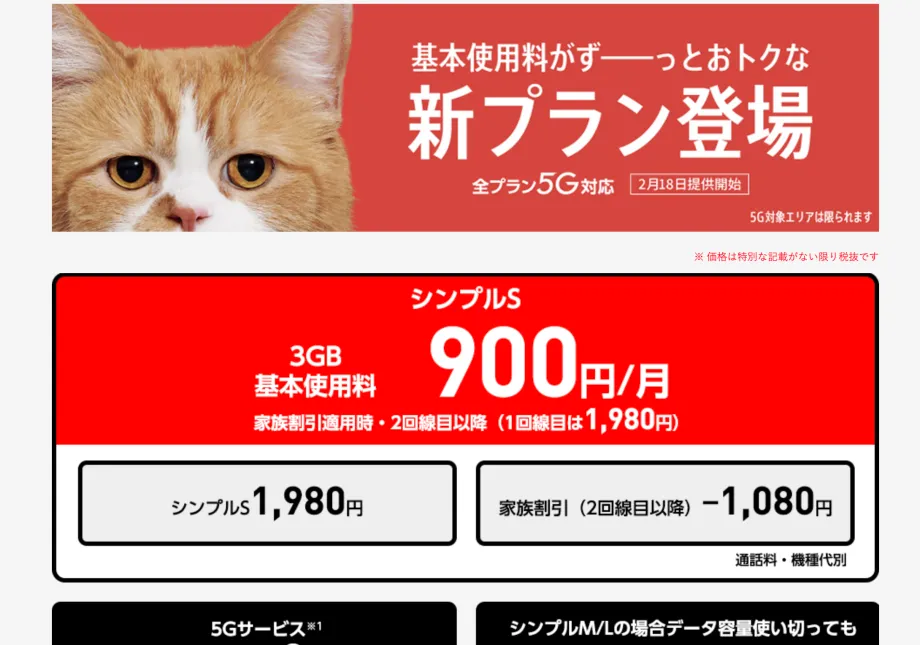 基本使用料がず——っとおトクな
新プラン登場
全プラン5G対応 2月18日提供開始
5G対象エリアは限られます
※ 価格は特別な記載がない限り税抜です
シンプルS
3GB
基本使用料 900円/月
家族割引適用時・2回線目以降（1回線目は1,980円）
シンプルS1,980円
家族割引（2回線目以降）−1,080円
通話料・機種代別
5Gサービス※1
シンプルM/Lの場合データ容量使い切っても